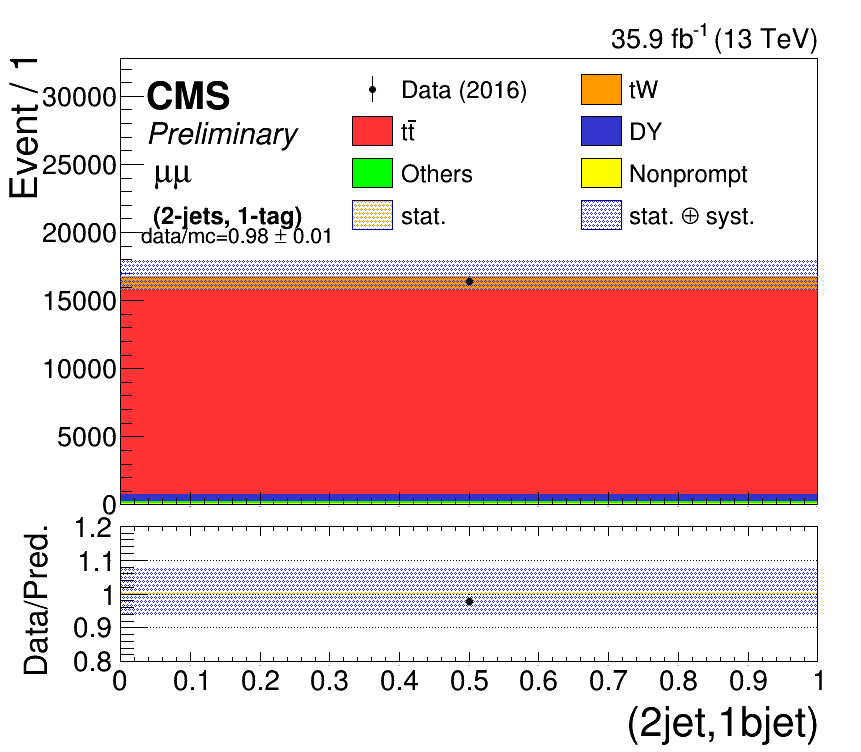 35.9 fb⁻¹ (13 TeV)
Event / 1
30000
25000
20000
15000
10000
5000
0
CMS
Preliminary
μμ
(2-jets, 1-tag)
data/mc=0.98 ± 0.01
Data (2016)
tW
tt̄
DY
Others
Nonprompt
stat.
stat. ⊕ syst.
Data/Pred.
1.2
1.1
1
0.9
0.8
0 0.1 0.2 0.3 0.4 0.5 0.6 0.7 0.8 0.9 1
(2jet,1bjet)